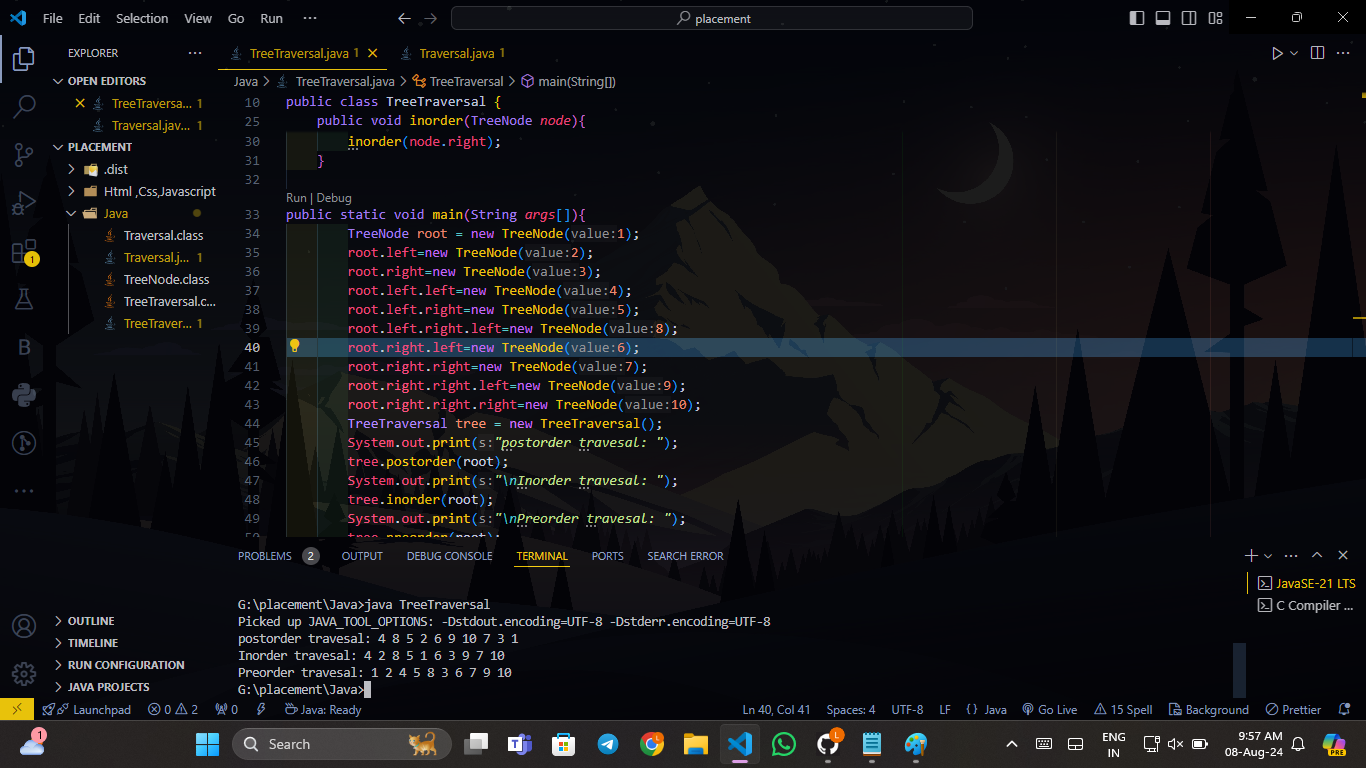 File Edit Selection View Go Run ··· placement
EXPLORER ···
OPEN EDITORS
TreeTraversa... 1
Traversal.jav... 1
PLACEMENT
.dist
Html ,Css,Javascript
Java
Traversal.class
Traversal.j... 1
TreeNode.class
TreeTraversal.c...
TreeTraver... 1
OUTLINE
TIMELINE
RUN CONFIGURATION
JAVA PROJECTS
1
TreeTraversal.java 1 Traversal.java 1
Java > TreeTraversal.java > TreeTraversal > main(String[])
10 public class TreeTraversal {
25 public void inorder(TreeNode node){
30 inorder(node.right);
31 }
32
Run | Debug
33 public static void main(String args[]){
34 TreeNode root = new TreeNode(value:1);
35 root.left=new TreeNode(value:2);
36 root.right=new TreeNode(value:3);
37 root.left.left=new TreeNode(value:4);
38 root.left.right=new TreeNode(value:5);
39 root.left.right.left=new TreeNode(value:8);
40 root.right.left=new TreeNode(value:6);
41 root.right.right=new TreeNode(value:7);
42 root.right.right.left=new TreeNode(value:9);
43 root.right.right.right=new TreeNode(value:10);
44 TreeTraversal tree = new TreeTraversal();
45 System.out.print(s:"postorder travesal: ");
46 tree.postorder(root);
47 System.out.print(s:"\nInorder travesal: ");
48 tree.inorder(root);
49 System.out.print(s:"\nPreorder travesal: ");
50 tree.preorder(root);
PROBLEMS 2 OUTPUT DEBUG CONSOLE TERMINAL PORTS SEARCH ERROR
JavaSE-21 LTS
C Compiler ...
G:\placement\Java>java TreeTraversal
Picked up JAVA_TOOL_OPTIONS: -Dstdout.encoding=UTF-8 -Dstderr.encoding=UTF-8
postorder travesal: 4 8 5 2 6 9 10 7 3 1
Inorder travesal: 4 2 8 5 1 6 3 9 7 10
Preorder travesal: 1 2 4 5 8 3 6 7 9 10
G:\placement\Java>
Launchpad 0 2 0 Java: Ready Ln 40, Col 41 Spaces: 4 UTF-8 LF {} Java Go Live 15 Spell Background Prettier
1 Search L ENG 9:57 AM
IN 08-Aug-24 PRE